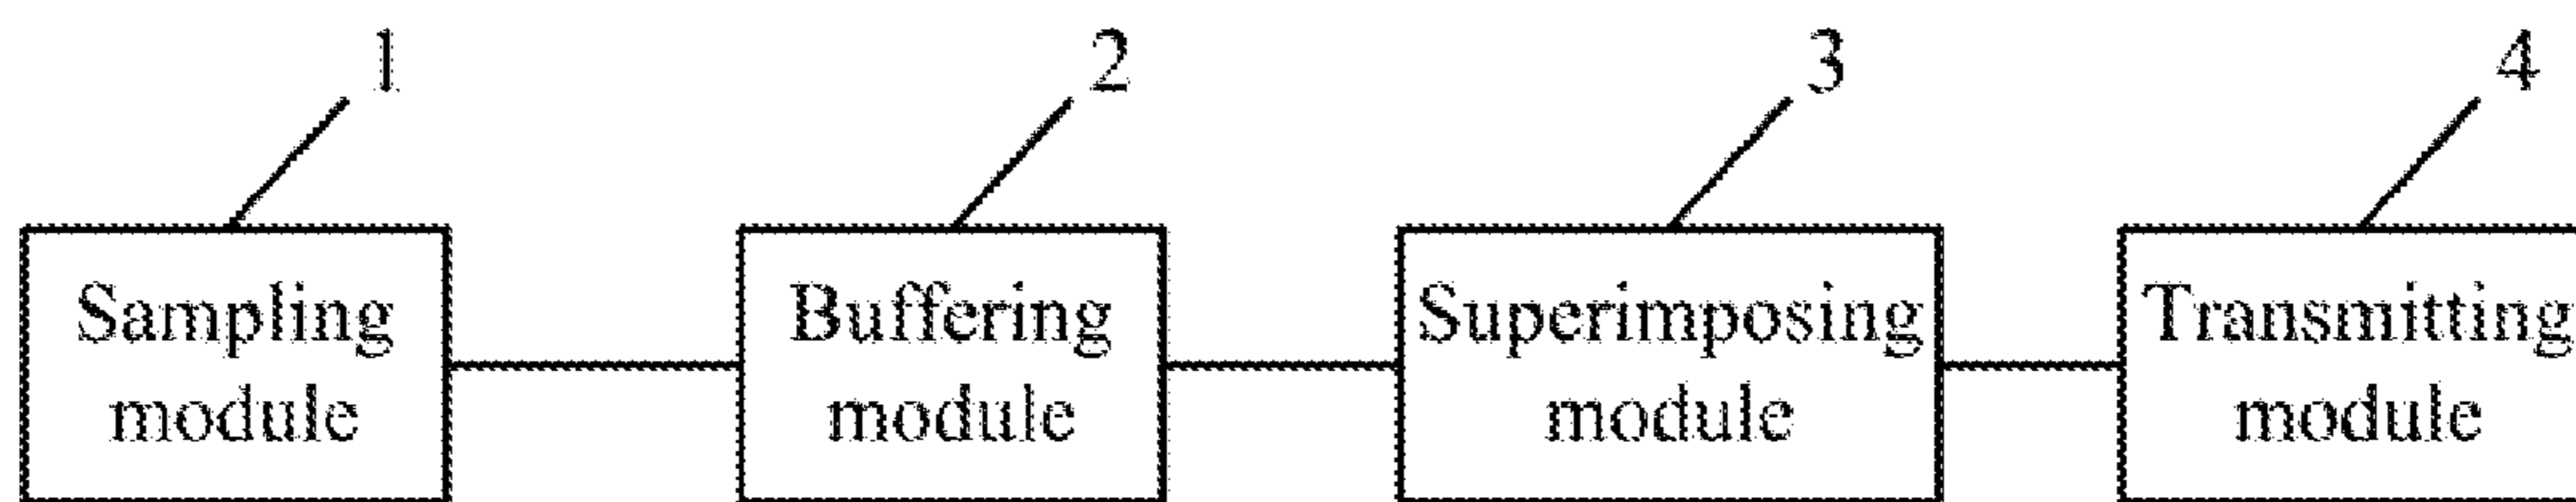 1
2
3
4
Sampling
module
Buffering
module
Superimposing
module
Transmitting
module